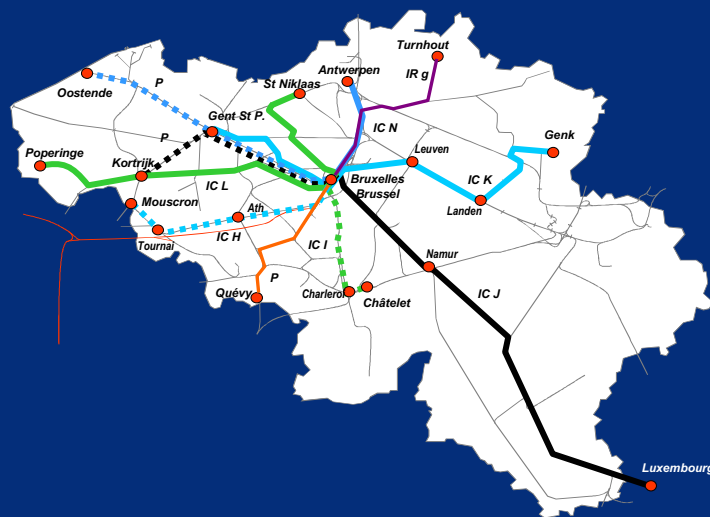 Turnhout
Antwerpen
IR g
P
St Niklaas
Oostende
Gent St P.
IC N
P
Genk
Leuven
Poperinge
Kortrijk
Bruxelles
Brussel
IC K
IC L
Mouscron
Ath
Landen
IC H
Tournai
IC I
Namur
P
Quévy
Charleroi
Châtelet
IC J
Luxembourg